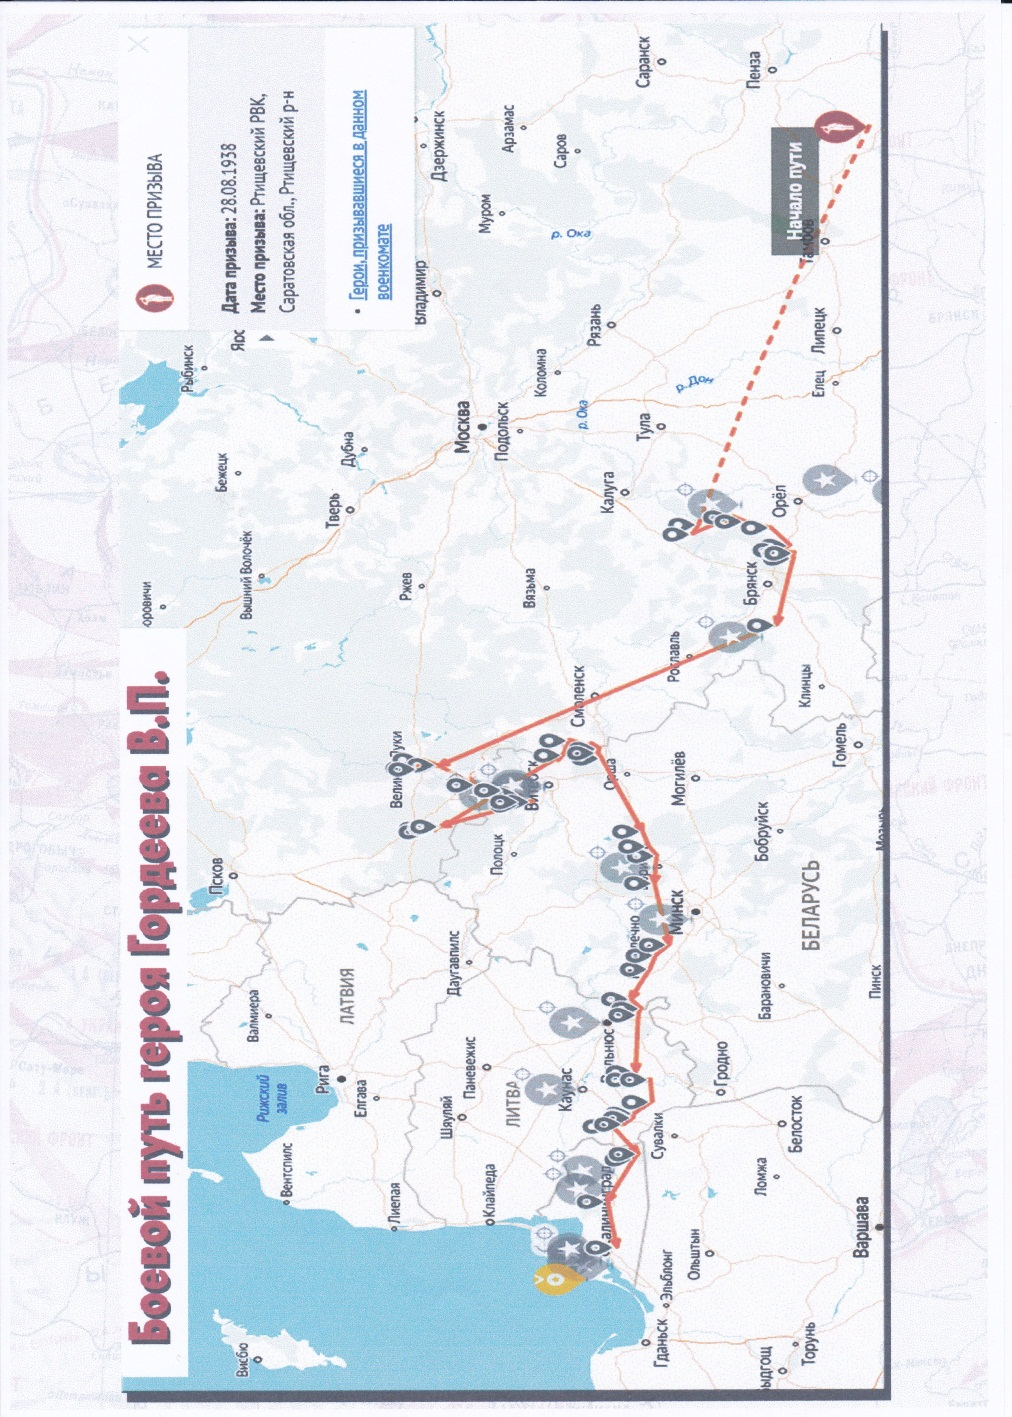 Боевой путь героя Гордеева В.П.
МЕСТО ПРИЗЫВА
Дата призыва: 28.08.1938
Место призыва: Ртищевский РВК,
Саратовская обл., Ртищевский р-н
• Герои, призывавшиеся в данном
военкомате
Начало пути
Висбю
Рижский
залив
Вентспилс
Лиепая
Клайпеда
Рига
Елгава
Валмиера
ЛАТВИЯ
Шяуляй
Паневежис
ЛИТВА
Каунас
Даугавпилс
Псков
Полоцк
Вышний Волочёк
Бежецк
Рыбинск
Тверь
Дубна
Ржев
Вязьма
Москва
Подольск
Коломна
Владимир
Дзержинск
Муром
Арзамас
Саров
Саранск
Пенза
р. Ока
Рязань
р. Ока
р. Дон
Тула
Калуга
Липецк
Елец
Орёл
Брянск
Рославль
Смоленск
Клинцы
Гомель
Могилёв
Бобруйск
Минск
БЕЛАРУСЬ
Барановичи
Пинск
Гродно
Сувалки
Белосток
Ломжа
Варшава
Ольштын
Эльблонг
Гданьск
Торунь